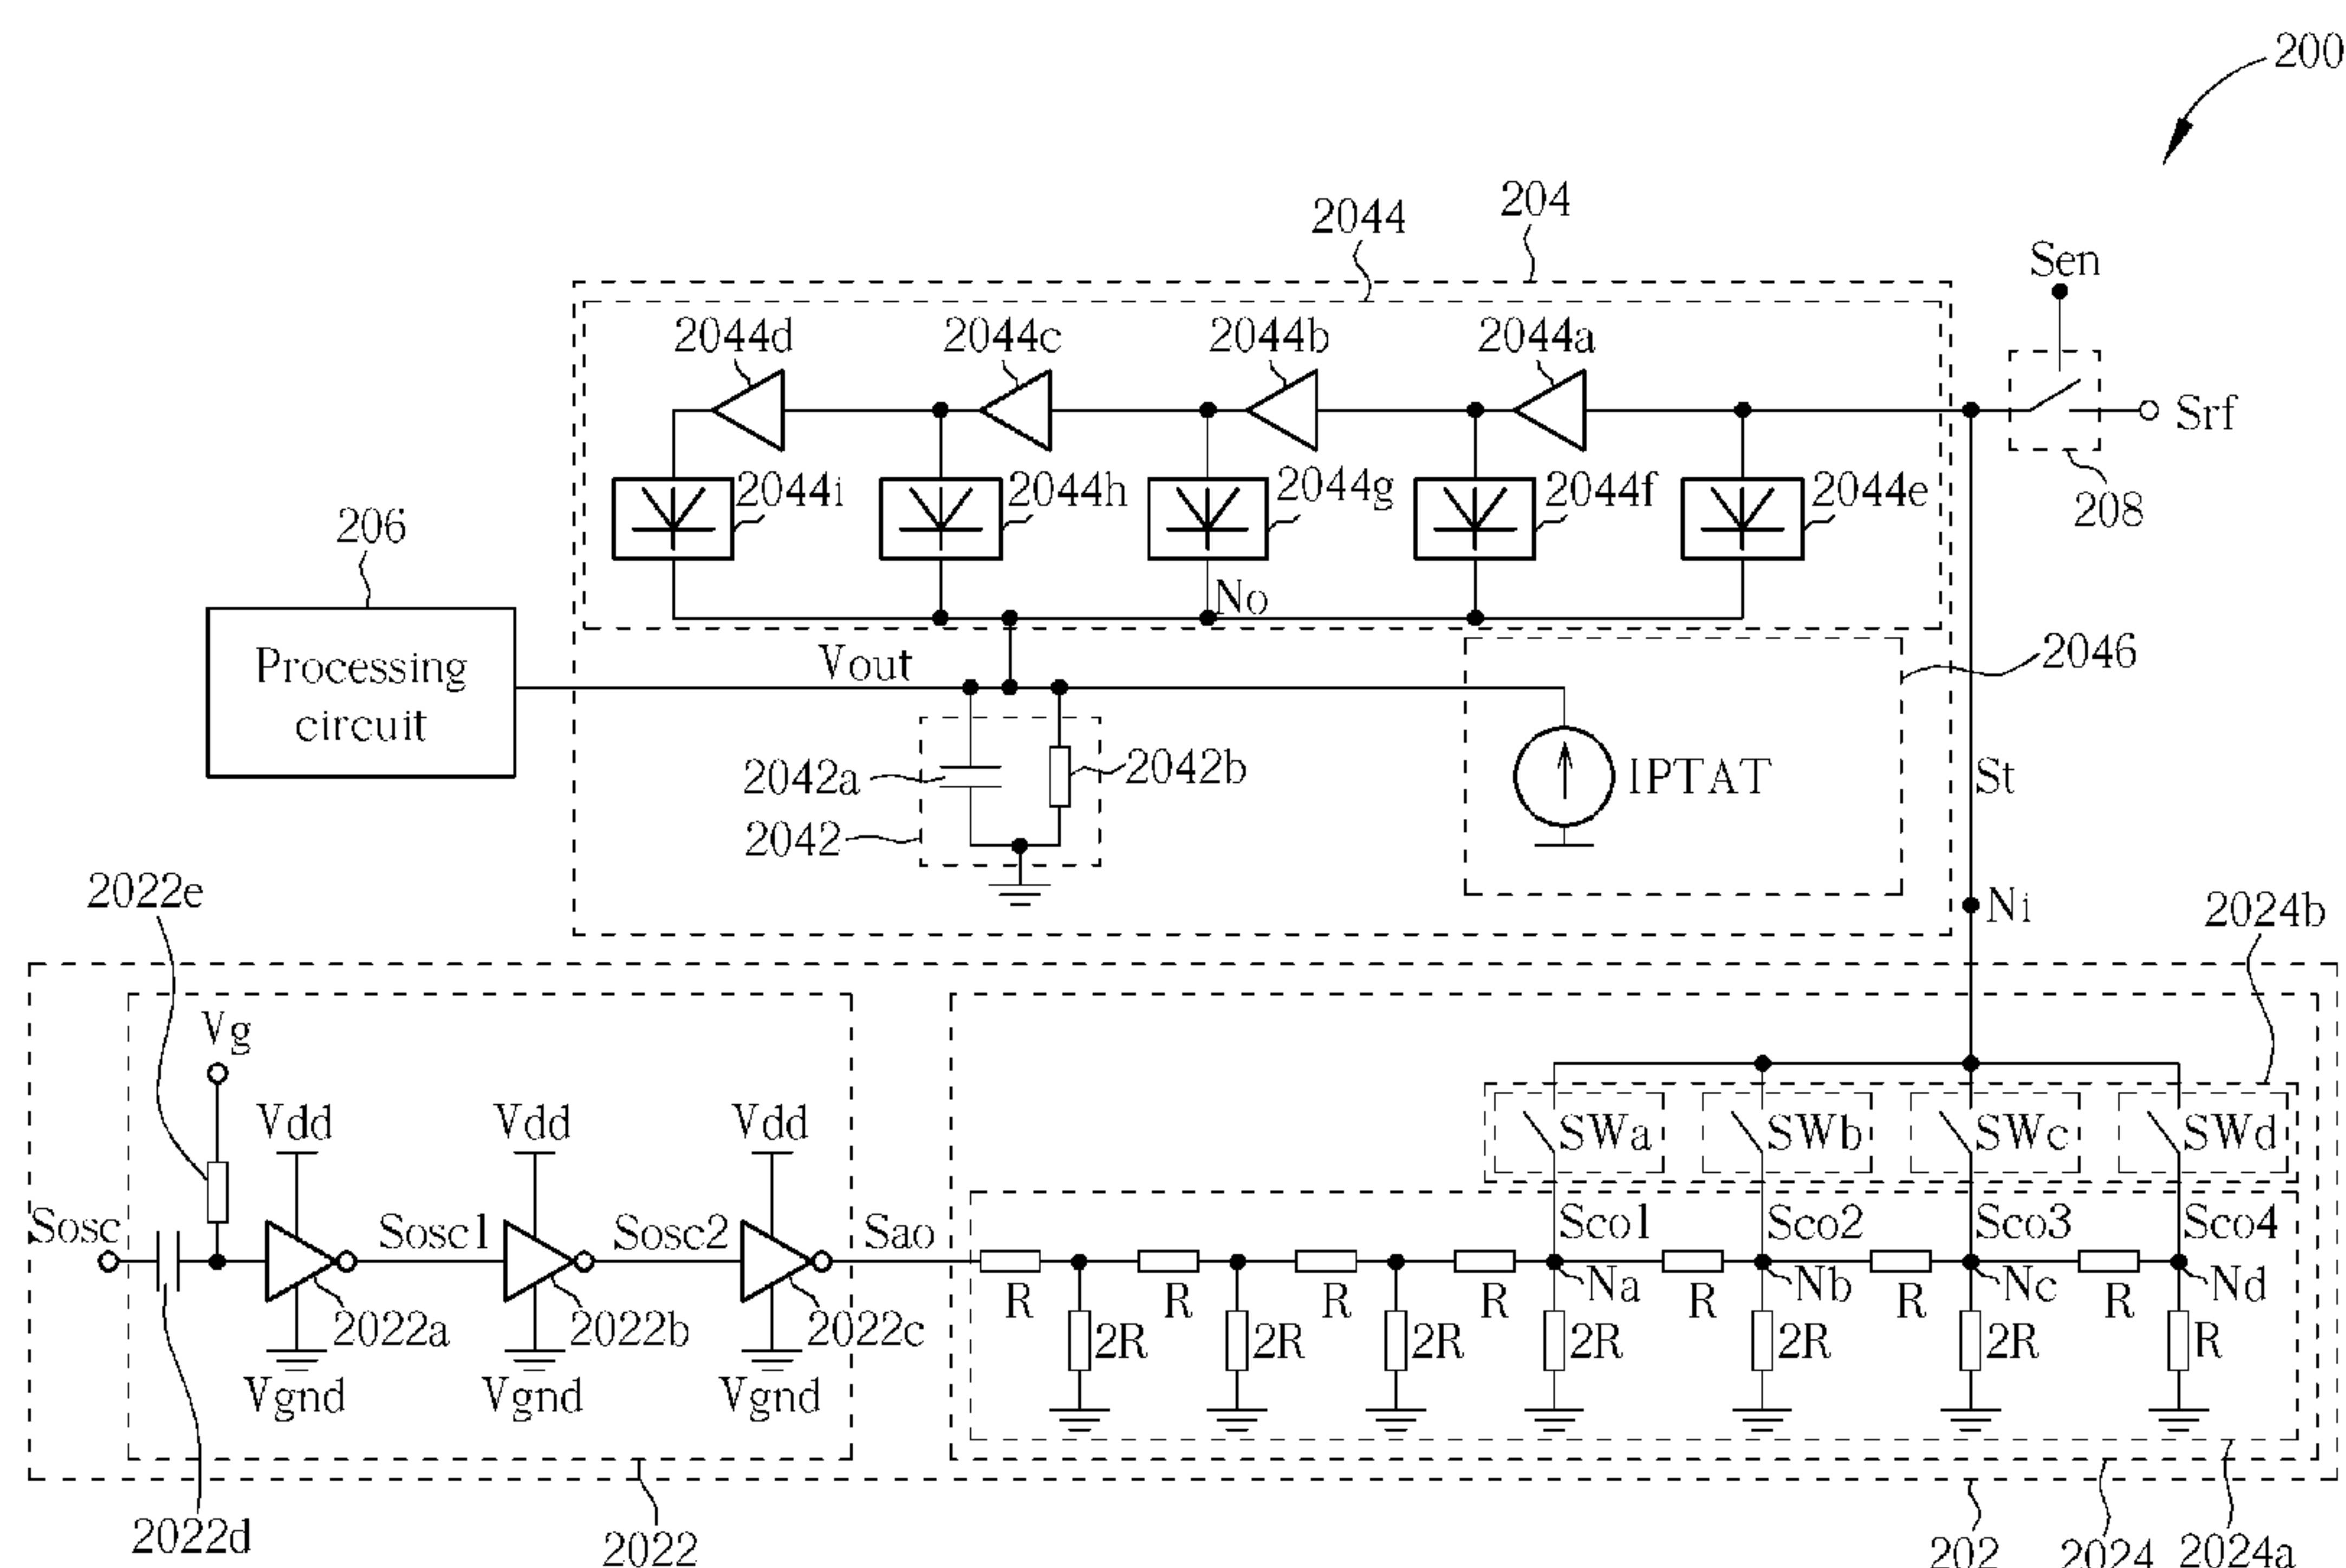 200
204
2044
Sen
2044d
2044c
2044b
2044a
Srf
2044i
2044h
2044g
2044f
2044e
208
206
No
Processing
circuit
Vout
2046
2042a
2042b
IPTAT
St
2042
2022e
Ni
2024b
Vg
Vdd
Vdd
Vdd
SWa
SWb
SWc
SWd
Sosc
Sosc1
Sosc2
Sao
Sco1
Sco2
Sco3
Sco4
R
R
R
R
Na
R
Nb
R
Nc
R
Nd
2022a
2022b
2022c
2R
2R
2R
2R
2R
2R
R
Vgnd
Vgnd
Vgnd
2022d
2022
202
2024
2024a